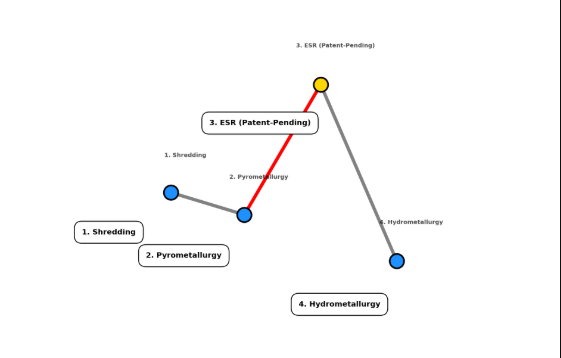 3. ESR (Patent-Pending)
3. ESR (Patent-Pending)
1. Shredding
2. Pyrometallurgy
4. Hydrometallurgy
1. Shredding
2. Pyrometallurgy
4. Hydrometallurgy